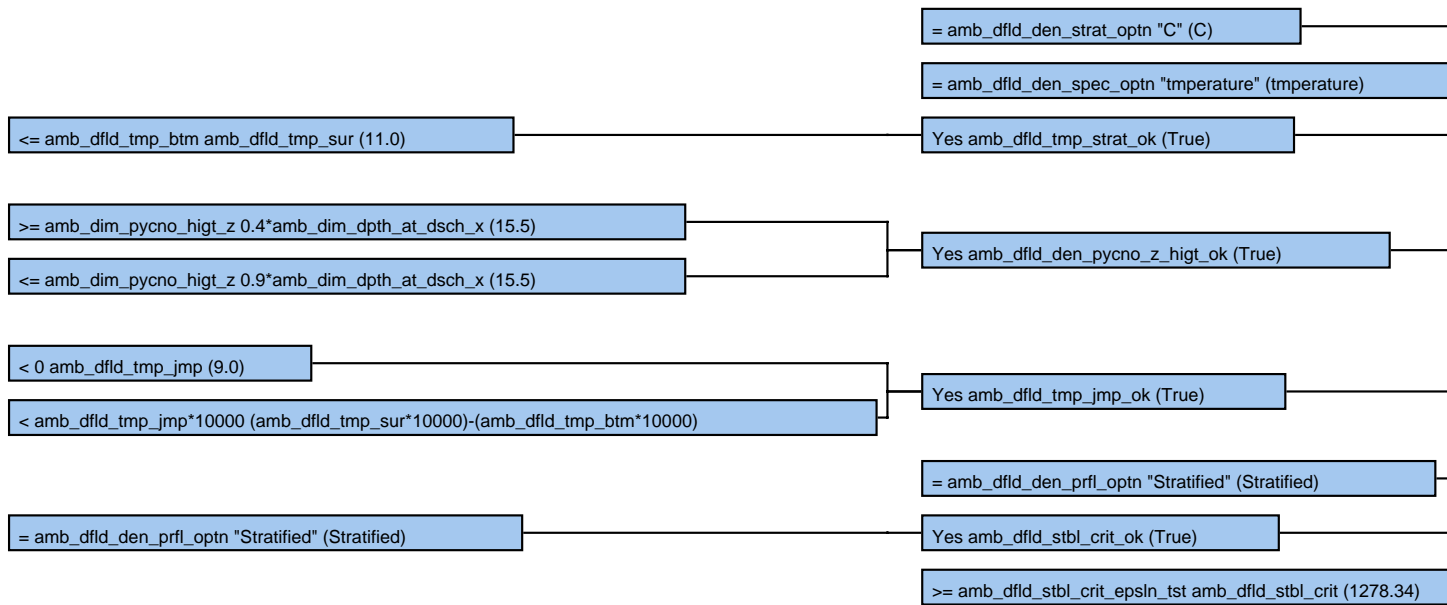 = amb_dfld_den_strat_optn "C" (C)
= amb_dfld_den_spec_optn "tmperature" (tmperature)
<= amb_dfld_tmp_btm amb_dfld_tmp_sur (11.0)
Yes amb_dfld_tmp_strat_ok (True)
>= amb_dim_pycno_higt_z 0.4*amb_dim_dpth_at_dsch_x (15.5)
Yes amb_dfld_den_pycno_z_higt_ok (True)
<= amb_dim_pycno_higt_z 0.9*amb_dim_dpth_at_dsch_x (15.5)
< 0 amb_dfld_tmp_jmp (9.0)
Yes amb_dfld_tmp_jmp_ok (True)
< amb_dfld_tmp_jmp*10000 (amb_dfld_tmp_sur*10000)-(amb_dfld_tmp_btm*10000)
= amb_dfld_den_prfl_optn "Stratified" (Stratified)
= amb_dfld_den_prfl_optn "Stratified" (Stratified)
Yes amb_dfld_stbl_crit_ok (True)
>= amb_dfld_stbl_crit_epsln_tst amb_dfld_stbl_crit (1278.34)